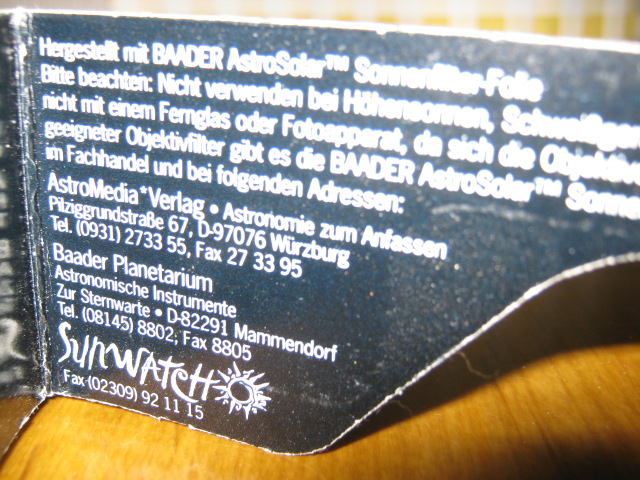 Hergestellt mit BAADER AstroSolar™ Sonnenfilter-Folie
Bitte beachten: Nicht verwenden bei Höhensonnen,
nicht mit einem Fernglas oder Fotoapparat, da sich die
geeigneter Objektivfilter gibt es die BAADER AstroSolar™
im Fachhandel und bei folgenden Adressen:
AstroMedia*Verlag • Astronomie zum Anfassen
Pilziggrundstraße 67, D-97076 Würzburg
Tel. (0931) 2733 55, Fax 27 33 95
Baader Planetarium
Astronomische Instrumente
Zur Sternwarte • D-82291 Mammendorf
Tel. (08145) 8802; Fax 8805
SunWATCH
Fax (02309) 92 11 15